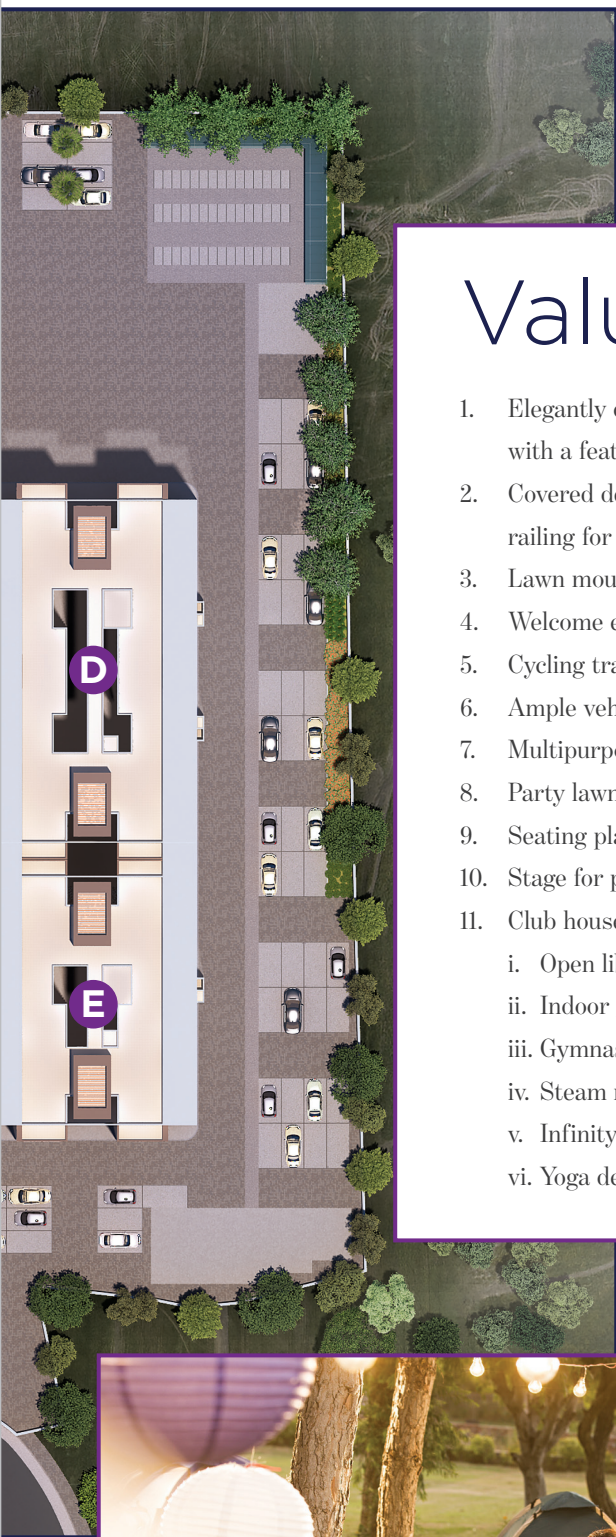 D
E
Valu
1. Elegantly
with a feat
2. Covered de
railing for
3. Lawn mou
4. Welcome e
5. Cycling tra
6. Ample veh
7. Multipurpo
8. Party lawn
9. Seating pla
10. Stage for p
11. Club house
i. Open li
ii. Indoor
iii. Gymnas
iv. Steam r
v. Infinity
vi. Yoga de